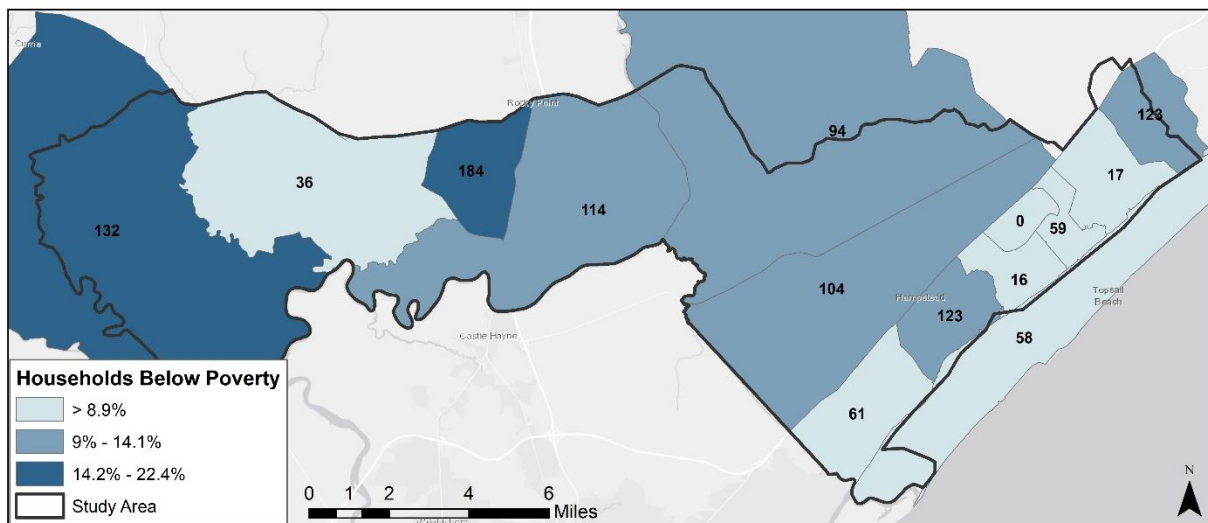 Currie
Rocky Point
94
123
184
36
17
114
0
59
132
16
104
Topsail
Beach
Hampstead
123
58
Castle Hayne
61
Households Below Poverty
> 8.9%
9% - 14.1%
14.2% - 22.4%
Study Area
0 1 2 4 6
Miles
N